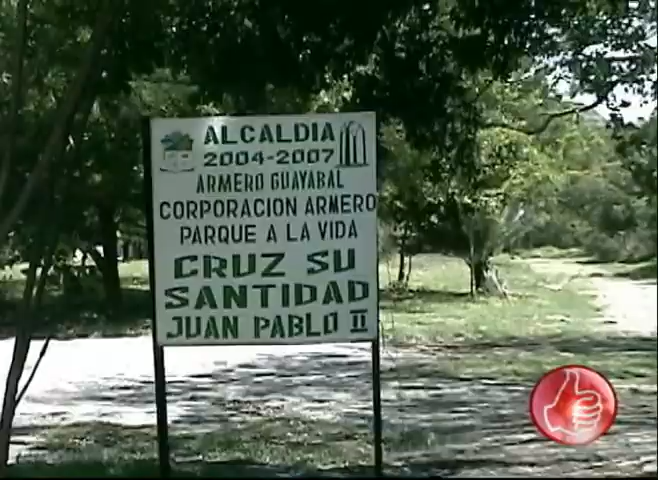 ALCALDIA
2004-2007
ARMERO GUAYABAL
CORPORACION ARMERO
PARQUE A LA VIDA
CRUZ SU
SANTIDAD
JUAN PABLO II